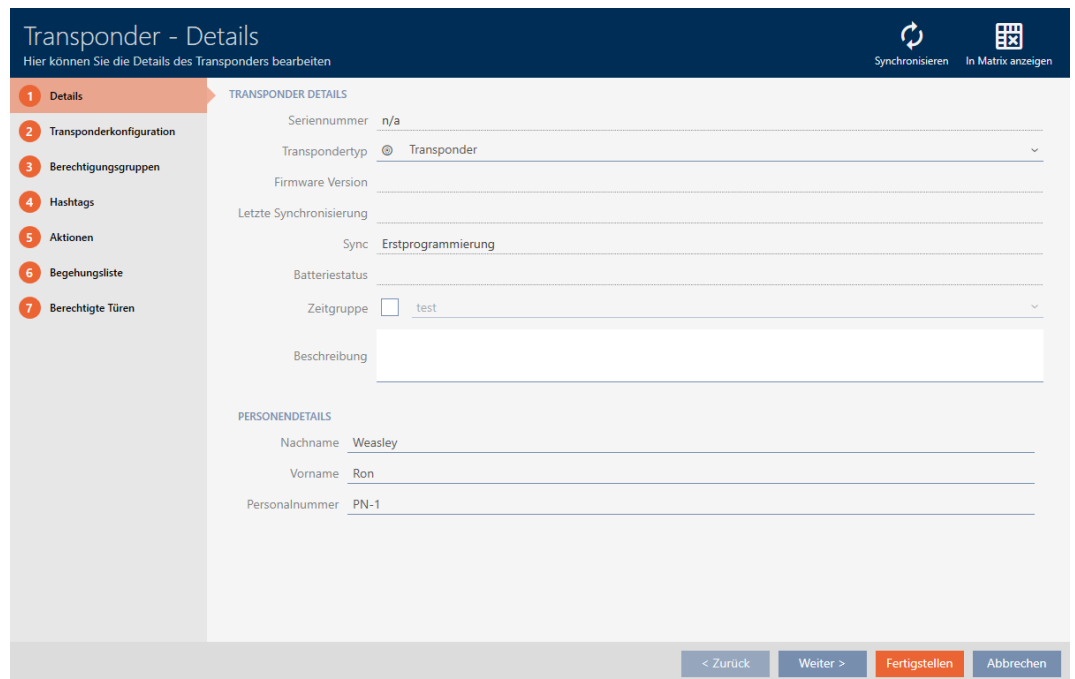 Transponder - Details
Hier können Sie die Details des Transponders bearbeiten
Synchronisieren
In Matrix anzeigen
1 Details
2 Transponderkonfiguration
3 Berechtigungsgruppen
4 Hashtags
5 Aktionen
6 Begehungsliste
7 Berechtigte Türen
TRANSPONDER DETAILS
Seriennummer n/a
Transpondertyp Transponder
Firmware Version
Letzte Synchronisierung
Sync Erstprogrammierung
Batteriestatus
Zeitgruppe test
Beschreibung
PERSONENDETAILS
Nachname Weasley
Vorname Ron
Personalnummer PN-1
< Zurück
Weiter >
Fertigstellen
Abbrechen